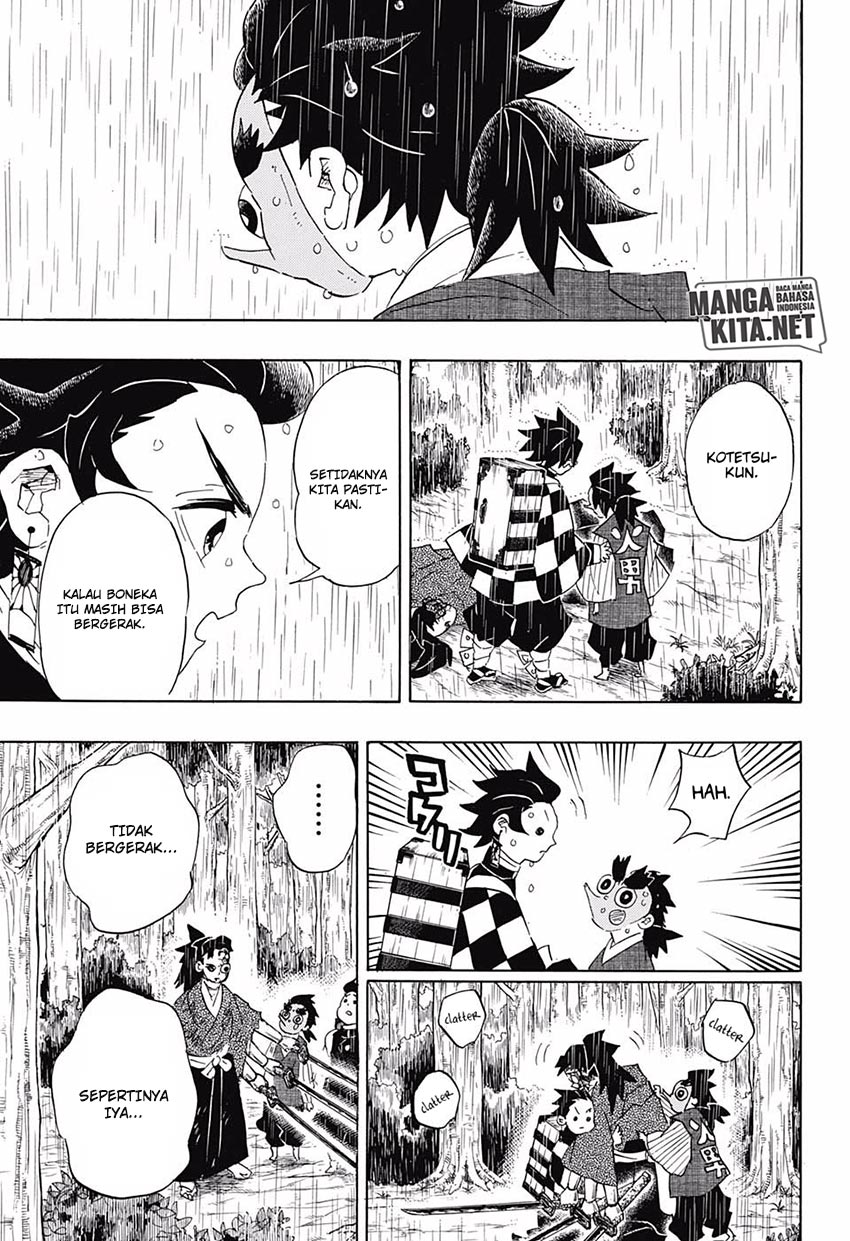 MANGA
BACA MANGA
BAHASA
INDONESIA
KITA.NET
KOTETSU-
KUN.
SETIDAKNYA
KITA PASTI-
KAN.
KALAU BONEKA
ITU MASIH BISA
BERGERAK.
HAH.
clatter
clatter
clatter
......
TIDAK
BERGERAK...
SEPERTINYA
IYA...